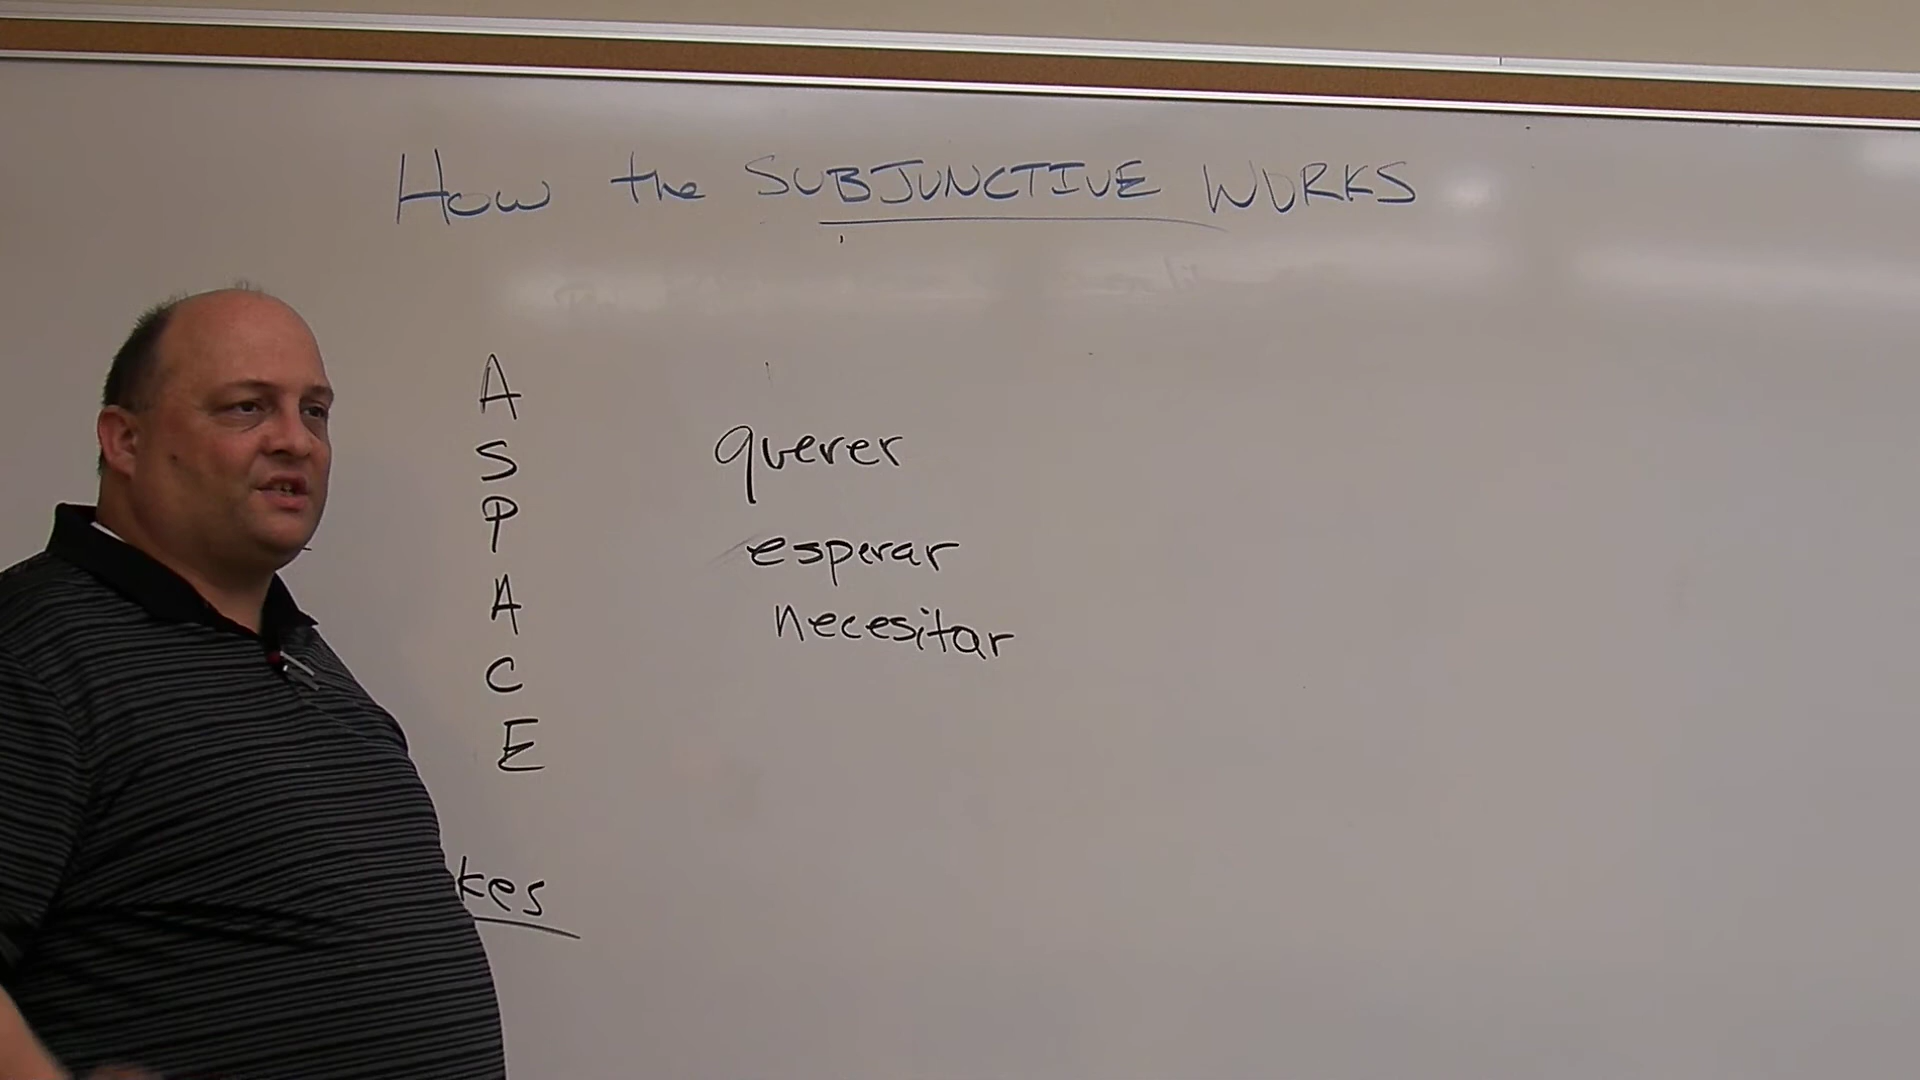 How the SUBJUNCTIVE WORKS
A
S
querer
P
esperar
A
necesitar
C
E
kes